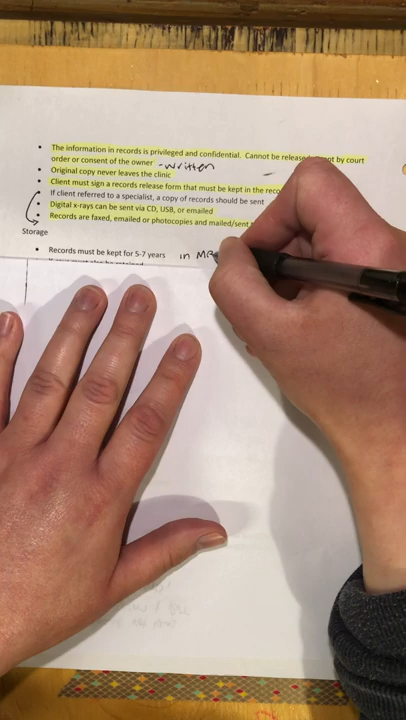 The information in records is privileged and confidential. Cannot be by court
order or consent of the owner -written
Original copy never leaves the clinic
Client must sign a records release form that must be kept in the
If client referred to a specialist, a copy of records should be sent
Digital x-rays can be sent via CD, USB, or emailed
Records are faxed, emailed or photocopies and mailed/sent
Storage
Records must be kept for 5-7 years in